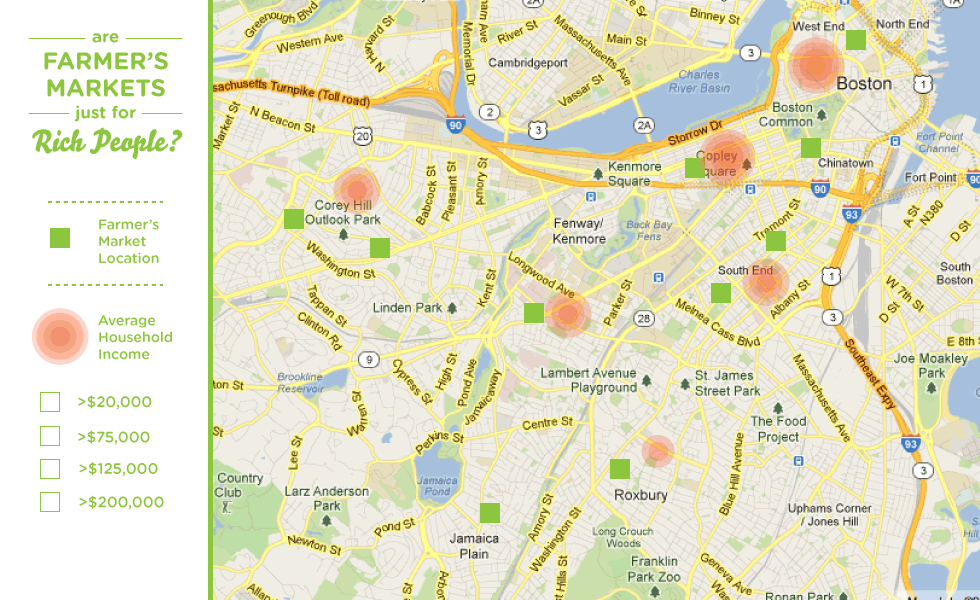 are
FARMER'S
MARKETS
just for
Rich People?
Farmer's
Market
Location
Average
Household
Income
>$20,000
>$75,000
>$125,000
>$200,000
Greenough Blvd
Western Ave
N Harvard St
Memorial Dr
River St
2A
Main St
Massachusetts Ave
Binney St
Cambridgeport
Vassar St
3
Charles
River Basin
West End
North End
Boston
1
Boston
Common
Massachusetts Turnpike (Toll road)
Market St
N Beacon St
20
90
2
3
2A
Storrow Dr
Kenmore
Square
Copley
Square
Chinatown
Fort Point
Channel
Fort Point
90
90
93
A St
N380
D St
Corey Hill
Outlook Park
Babcock St
Pleasant St
Amory St
Fenway/
Kenmore
Back Bay
Fens
Tremont St
Washington St
Longwood Ave
Kent St
Parker St
South End
Albany St
1
South
Boston
W 7th St
D St
Tappan St
Linden Park
28
Melnea Cass Blvd
3
Clinton Rd
9
Southeast Expy
E 8th
Joe Moakley
Park
Brookline
Reservoir
Cypress St
High St
Pond Ave
Jamaicaway
Lambert Avenue
Playground
St. James
Street Park
Massachusetts Ave
ton St
Warren St
Lee St
Perkins St
Centre St
The Food
Project
93
3
Country
Club
Larz Anderson
Park
Jamaica
Pond
Blue Hill Avenue
Roxbury
Uphams Corner
/ Jones Hill
Pond St
Newton St
Jamaica
Plain
Amory St
Washington St
Long Crouch
Woods
Franklin
Park Zoo
Geneva Ave
Ronan Park